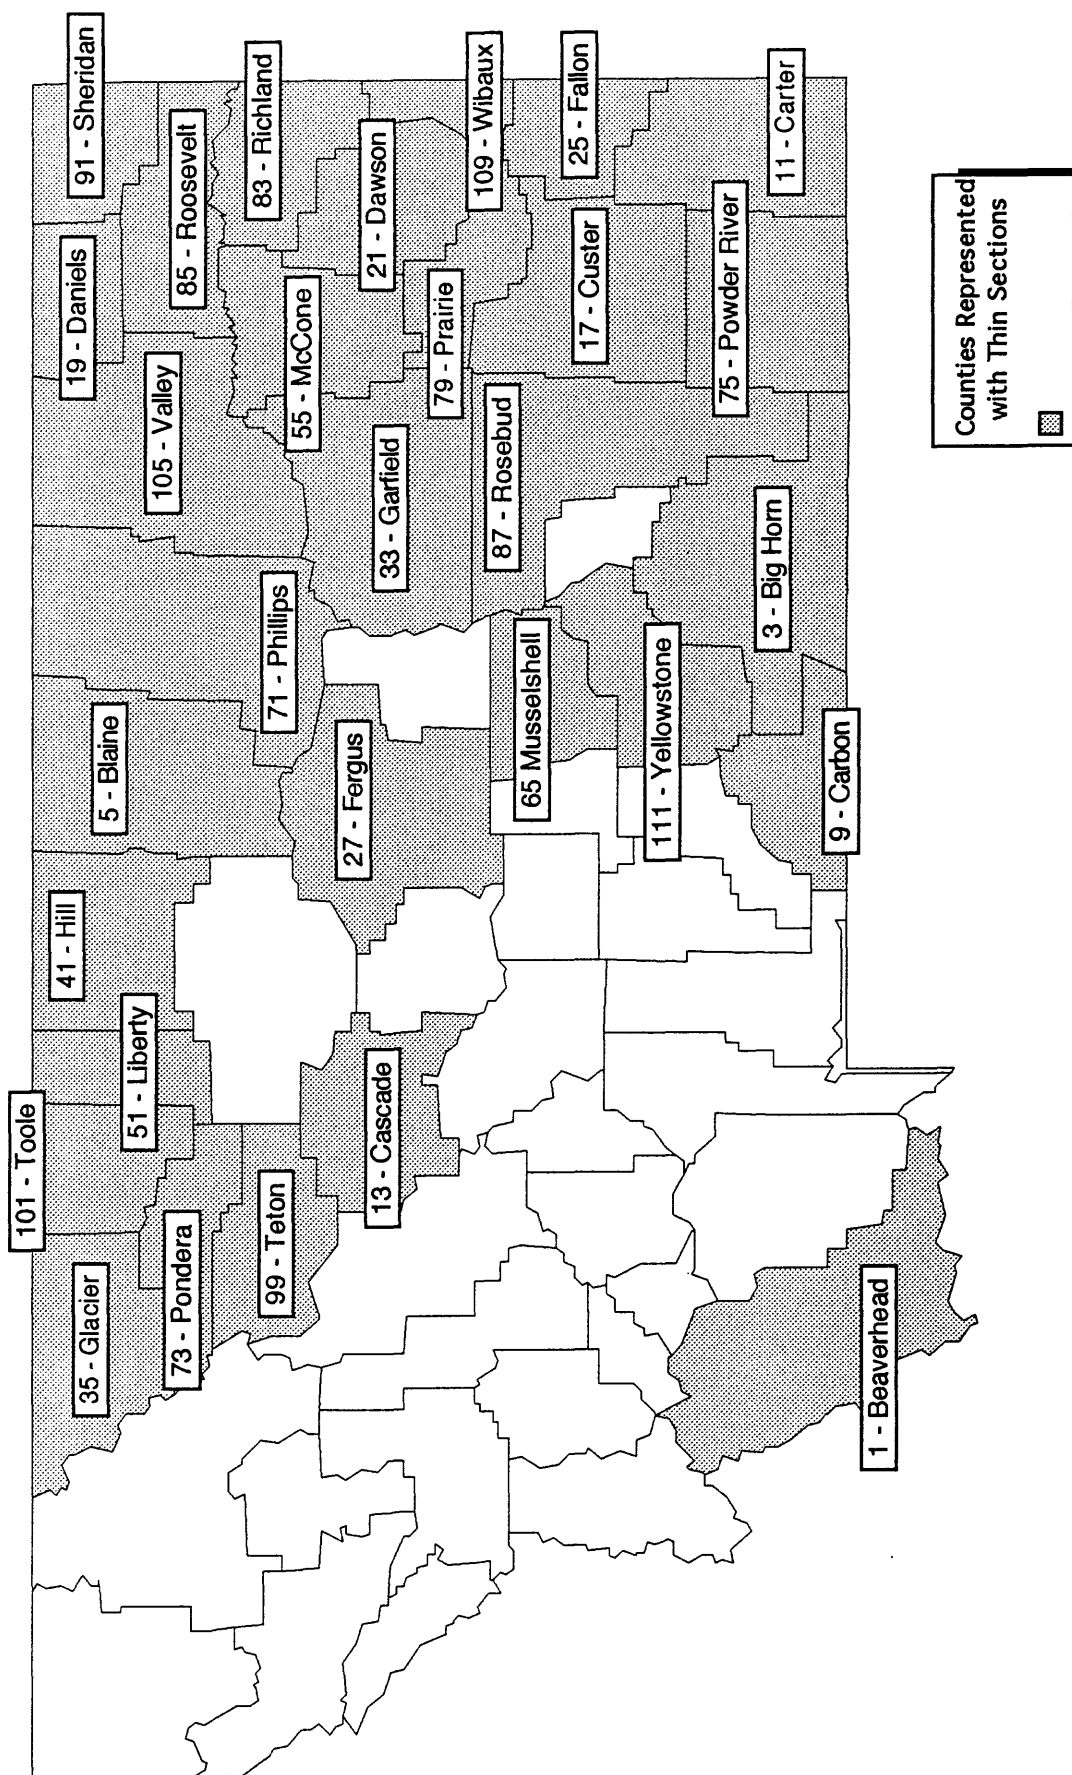 101 - Toole
35 - Glacier
51 - Liberty
41 - Hill
5 - Blaine
19 - Daniels
91 - Sheridan
73 - Pondera
105 - Valley
85 - Roosevelt
99 - Teton
71 - Phillips
83 - Richland
13 - Cascade
27 - Fergus
33 - Garfield
55 - McCone
21 - Dawson
79 - Prairie
109 - Wibaux
87 - Rosebud
65 Musselshell
17 - Custer
25 - Fallon
111 - Yellowstone
3 - Big Horn
75 - Powder River
11 - Carter
9 - Carbon
1 - Beaverhead
Counties Represented
with Thin Sections